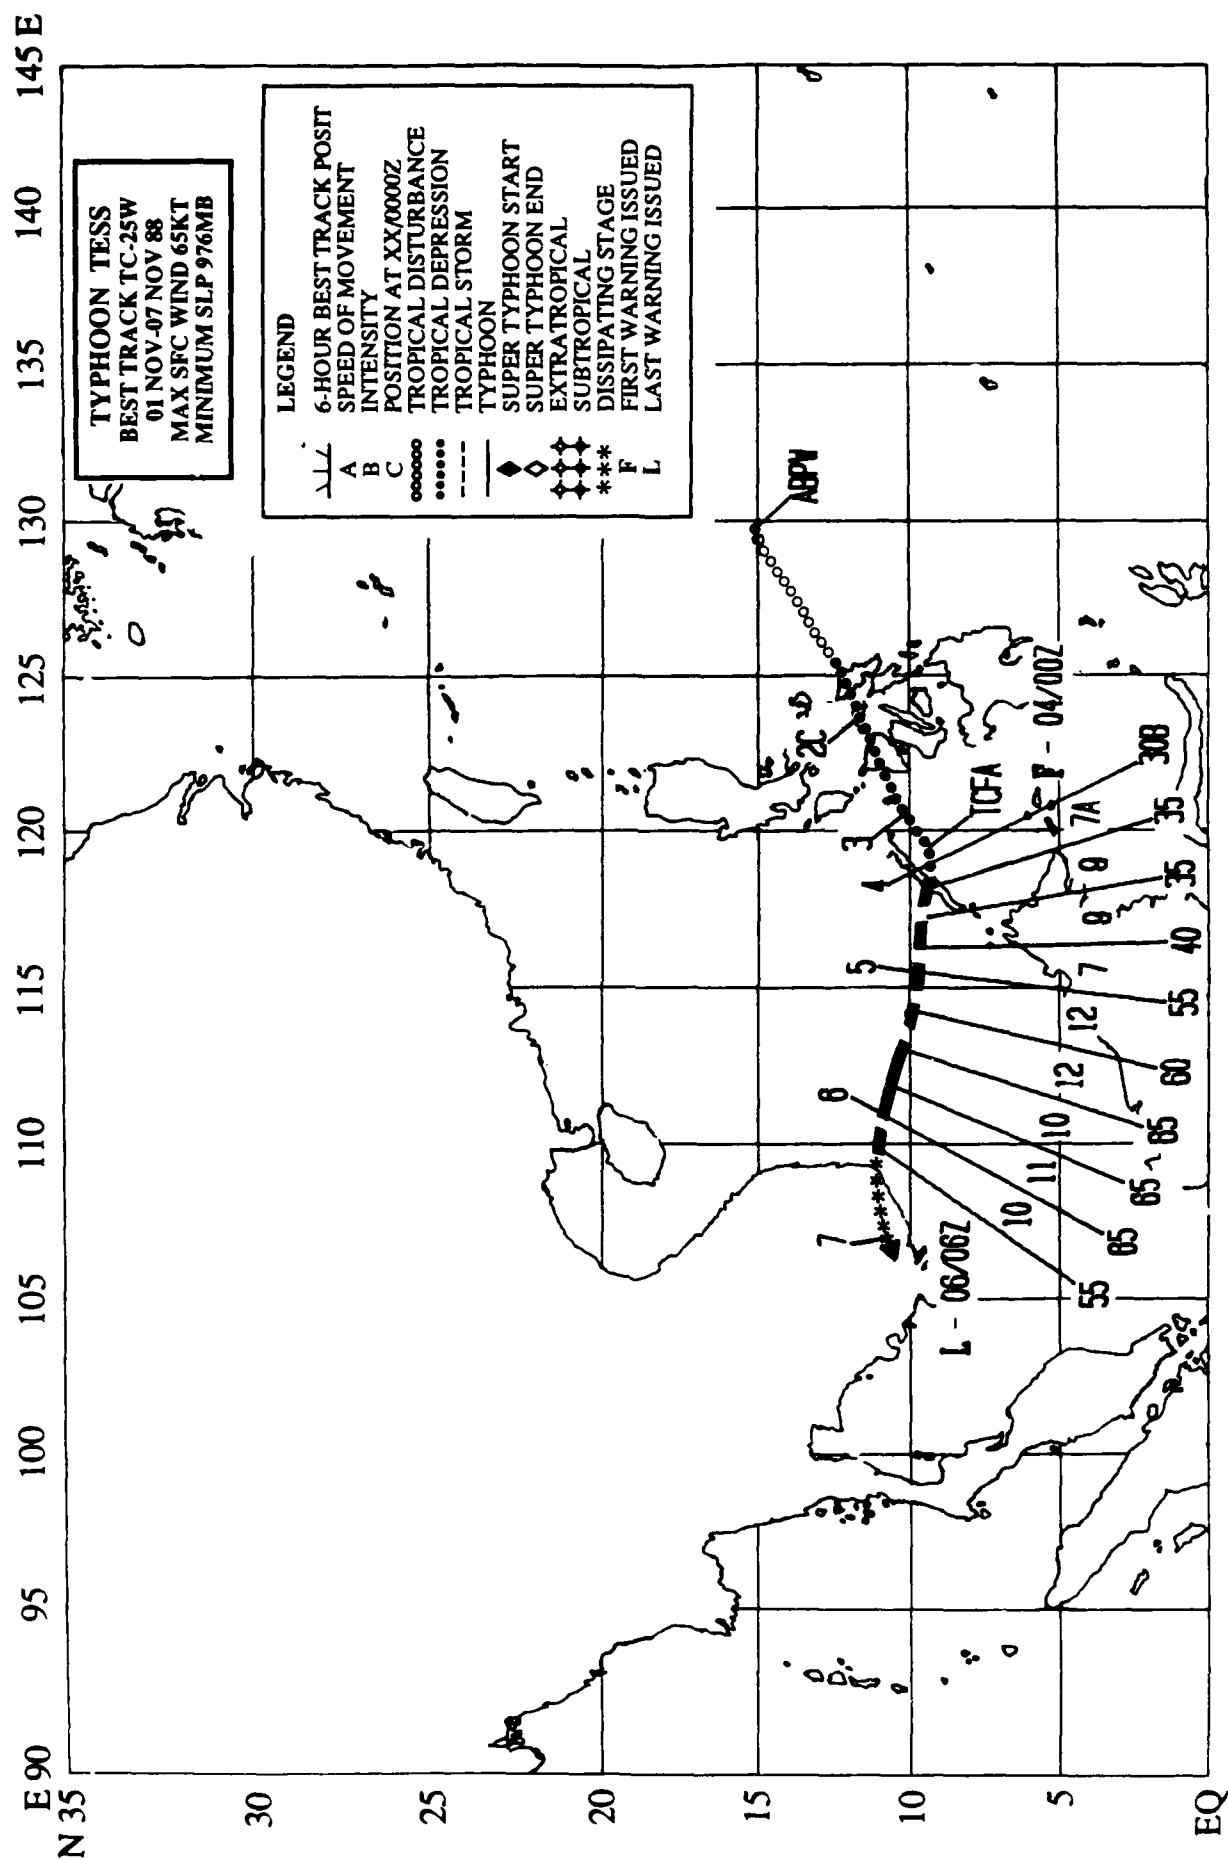 TYPHOON TESS
BEST TRACK TC-25W
01 NOV-07 NOV 88
MAX SFC WIND 65KT
MINIMUM SLP 976MB
LEGEND
6-HOUR BEST TRACK POSIT
A SPEED OF MOVEMENT
B INTENSITY
C POSITION AT XX/0000Z
TROPICAL DISTURBANCE
TROPICAL DEPRESSION
TROPICAL STORM
TYPHOON
SUPER TYPHOON START
SUPER TYPHOON END
EXTRATROPICAL
SUBTROPICAL
*** DISSIPATING STAGE
F FIRST WARNING ISSUED
L LAST WARNING ISSUED
E 90 95 100 105 110 115 120 125 130 135 140 145 E
N 35
30
25
20
15
10
5
EQ
ABPW
2C
3
TCFA
4
5
6
7
F - 04/00Z
L - 06/06Z
30B
7A
35
8
35
8
40
7
55
12
60
12
65
10
65
11
65
10
55